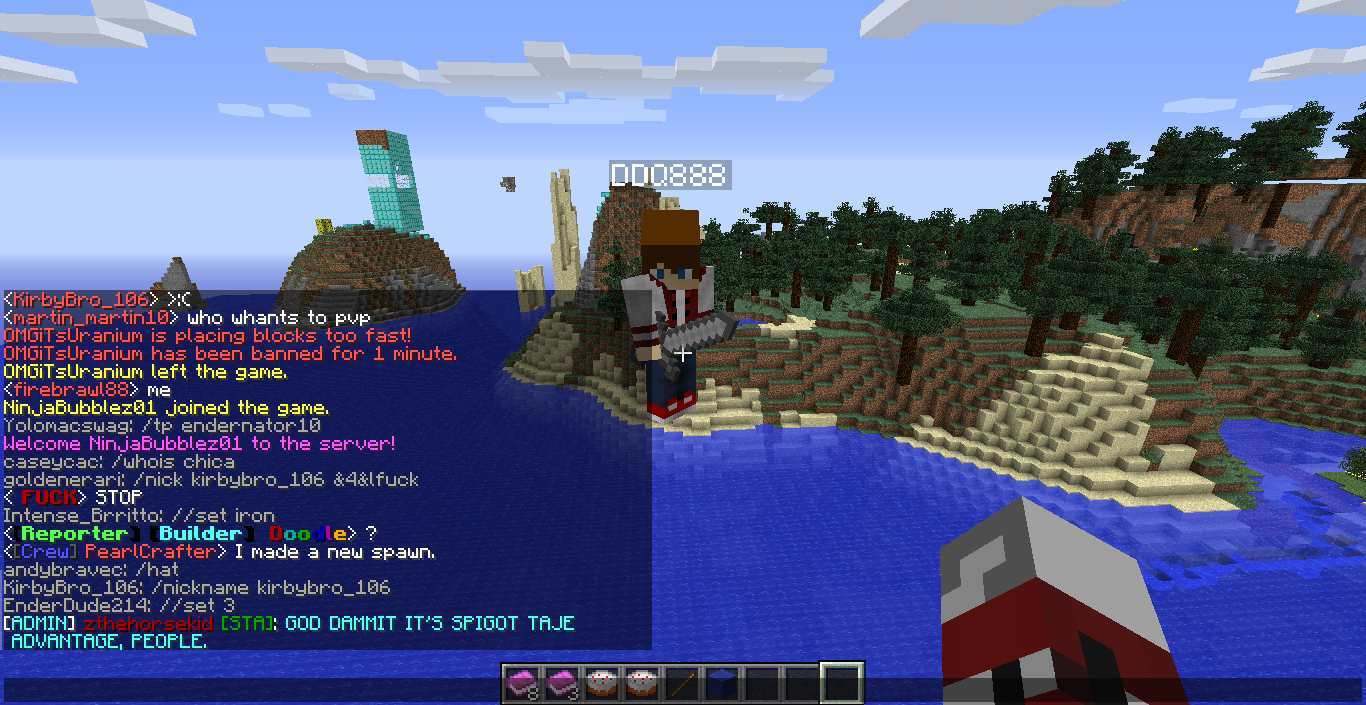 DDQ888
<KirbyBro_106> >:C
<martin_martin10> who whants to pvp
OMGiTsUranium is placing blocks too fast!
OMGiTsUranium has been banned for 1 minute.
OMGiTsUranium left the game.
<firebrawl88> me
NinjaBubblez01 joined the game.
Yolomacswag: /tp endernator10
Welcome NinjaBubblez01 to the server!
caseycac: /whois chica
goldenerari: /nick kirbybro_106 &4&lfuck
< FUCK> STOP
Intense_Brritto: //set iron
<[Reporter] [Builder] Doodle> ?
<[Crew] PearlCrafter> I made a new spawn.
andybravec: /hat
KirbyBro_106: /nickname kirbybro_106
EnderDude214: //set 3
[ADMIN] zthehorsekid [STA]: GOD DAMMIT IT'S SPIGOT TAJE
ADVANTAGE, PEOPLE.
8
3